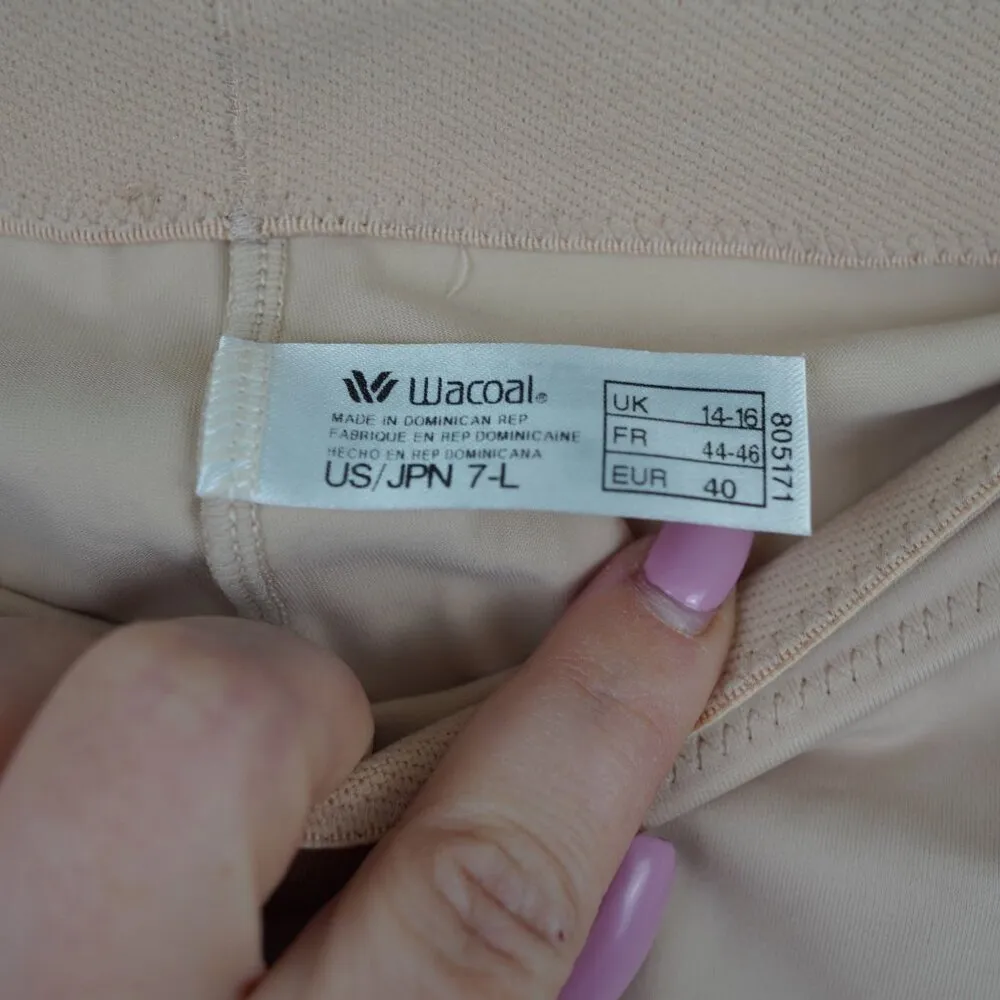 Wacoal®
MADE IN DOMINICAN REP
FABRIQUE EN REP DOMINICAINE
HECHO EN REP DOMINICANA
US/JPN 7-L
UK 14-16
FR 44-46
EUR 40
805171